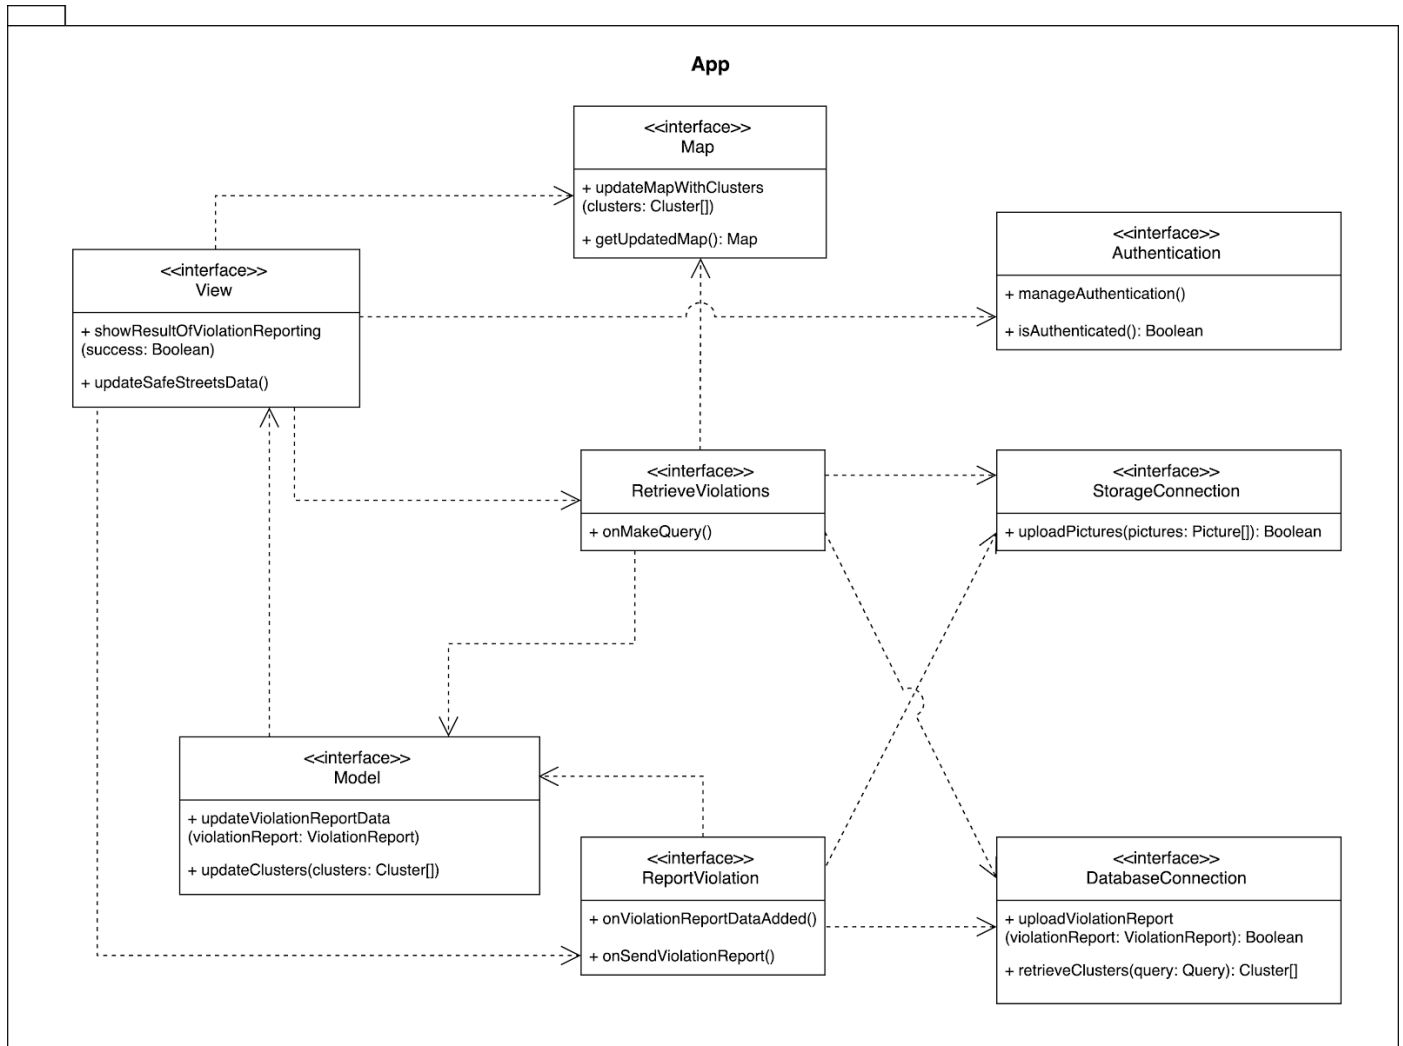 App
<<interface>>
Map
+ updateMapWithClusters
(clusters: Cluster[])
+ getUpdatedMap(): Map
<<interface>>
Authentication
+ manageAuthentication()
+ isAuthenticated(): Boolean
<<interface>>
View
+ showResultOfViolationReporting
(success: Boolean)
+ updateSafeStreetsData()
<<interface>>
RetrieveViolations
+ onMakeQuery()
<<interface>>
StorageConnection
+ uploadPictures(pictures: Picture[]): Boolean
<<interface>>
Model
+ updateViolationReportData
(violationReport: ViolationReport)
+ updateClusters(clusters: Cluster[])
<<interface>>
ReportViolation
+ onViolationReportDataAdded()
+ onSendViolationReport()
<<interface>>
DatabaseConnection
+ uploadViolationReport
(violationReport: ViolationReport): Boolean
+ retrieveClusters(query: Query): Cluster[]